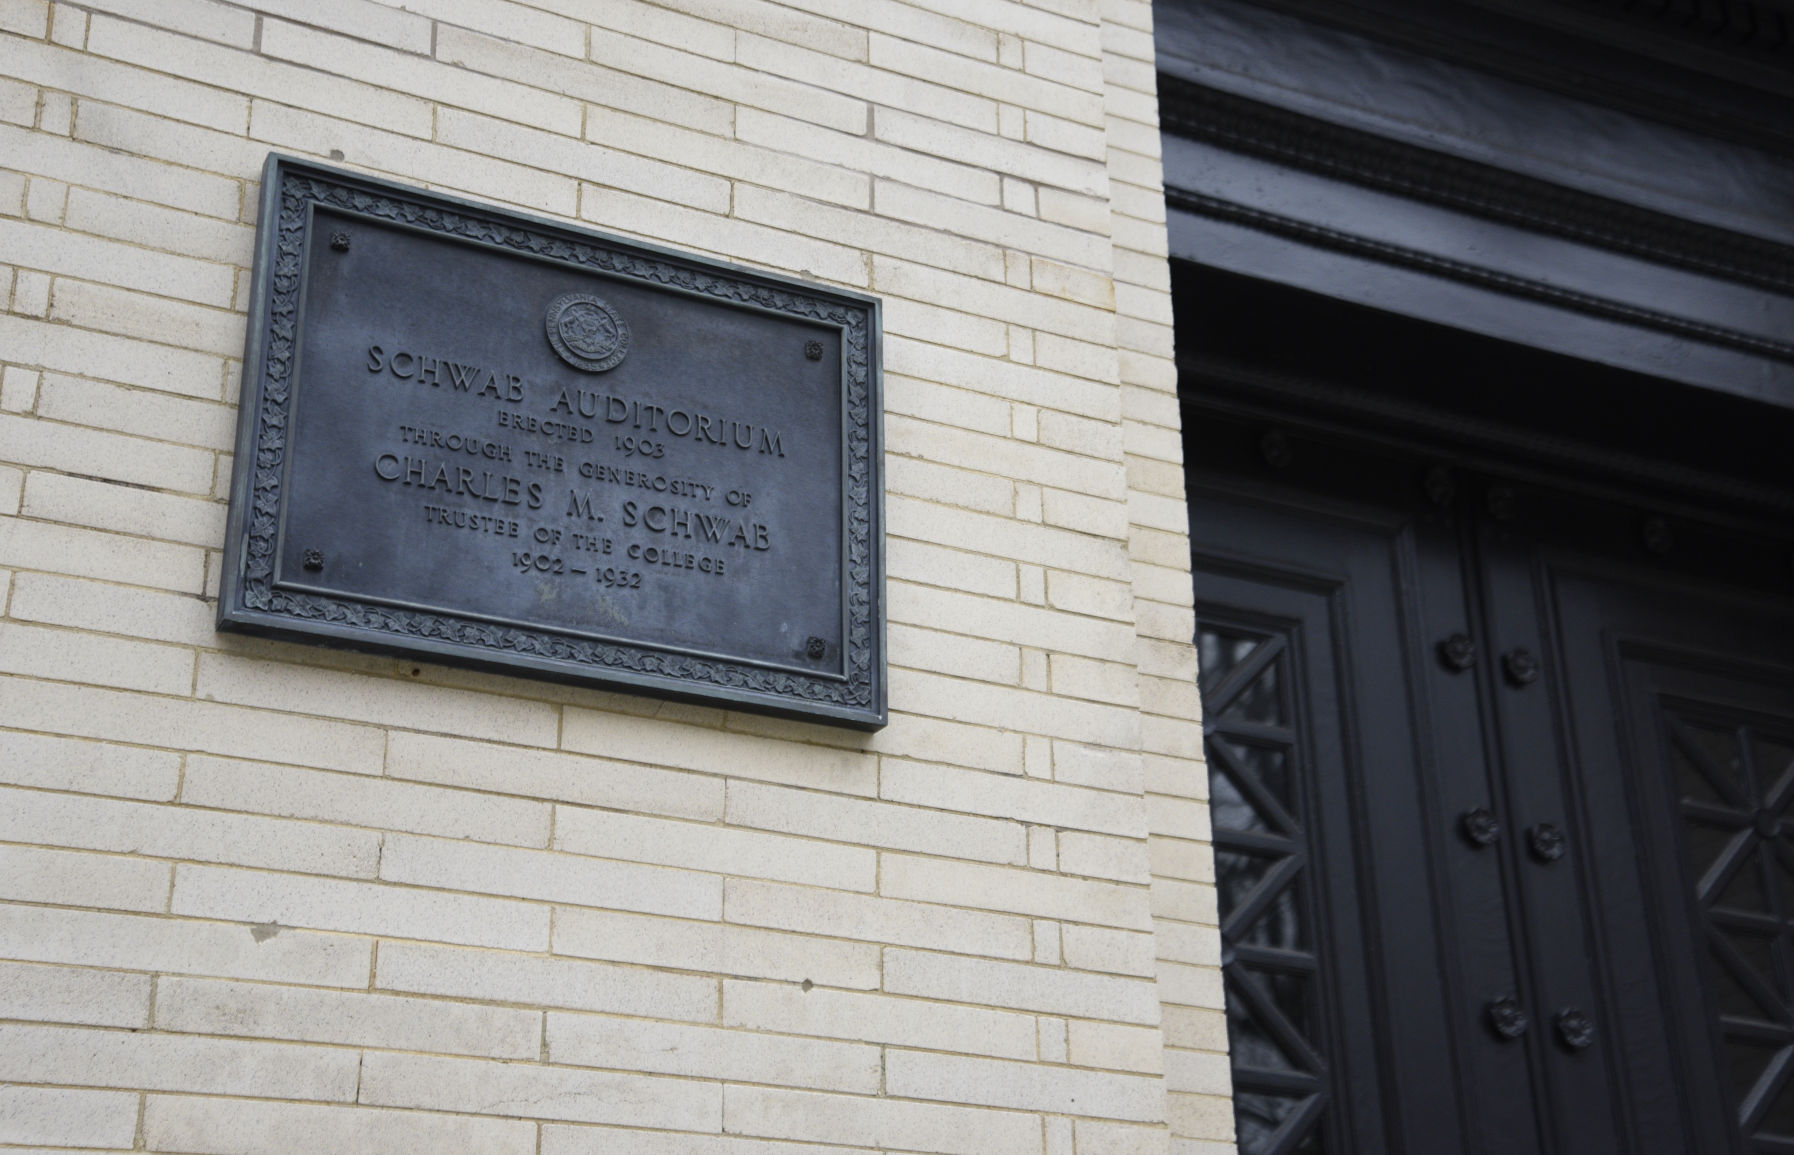 SCHWAB AUDITORIUM
ERECTED 1903
THROUGH THE GENEROSITY OF
CHARLES M. SCHWAB
TRUSTEE OF THE COLLEGE
1902 – 1932